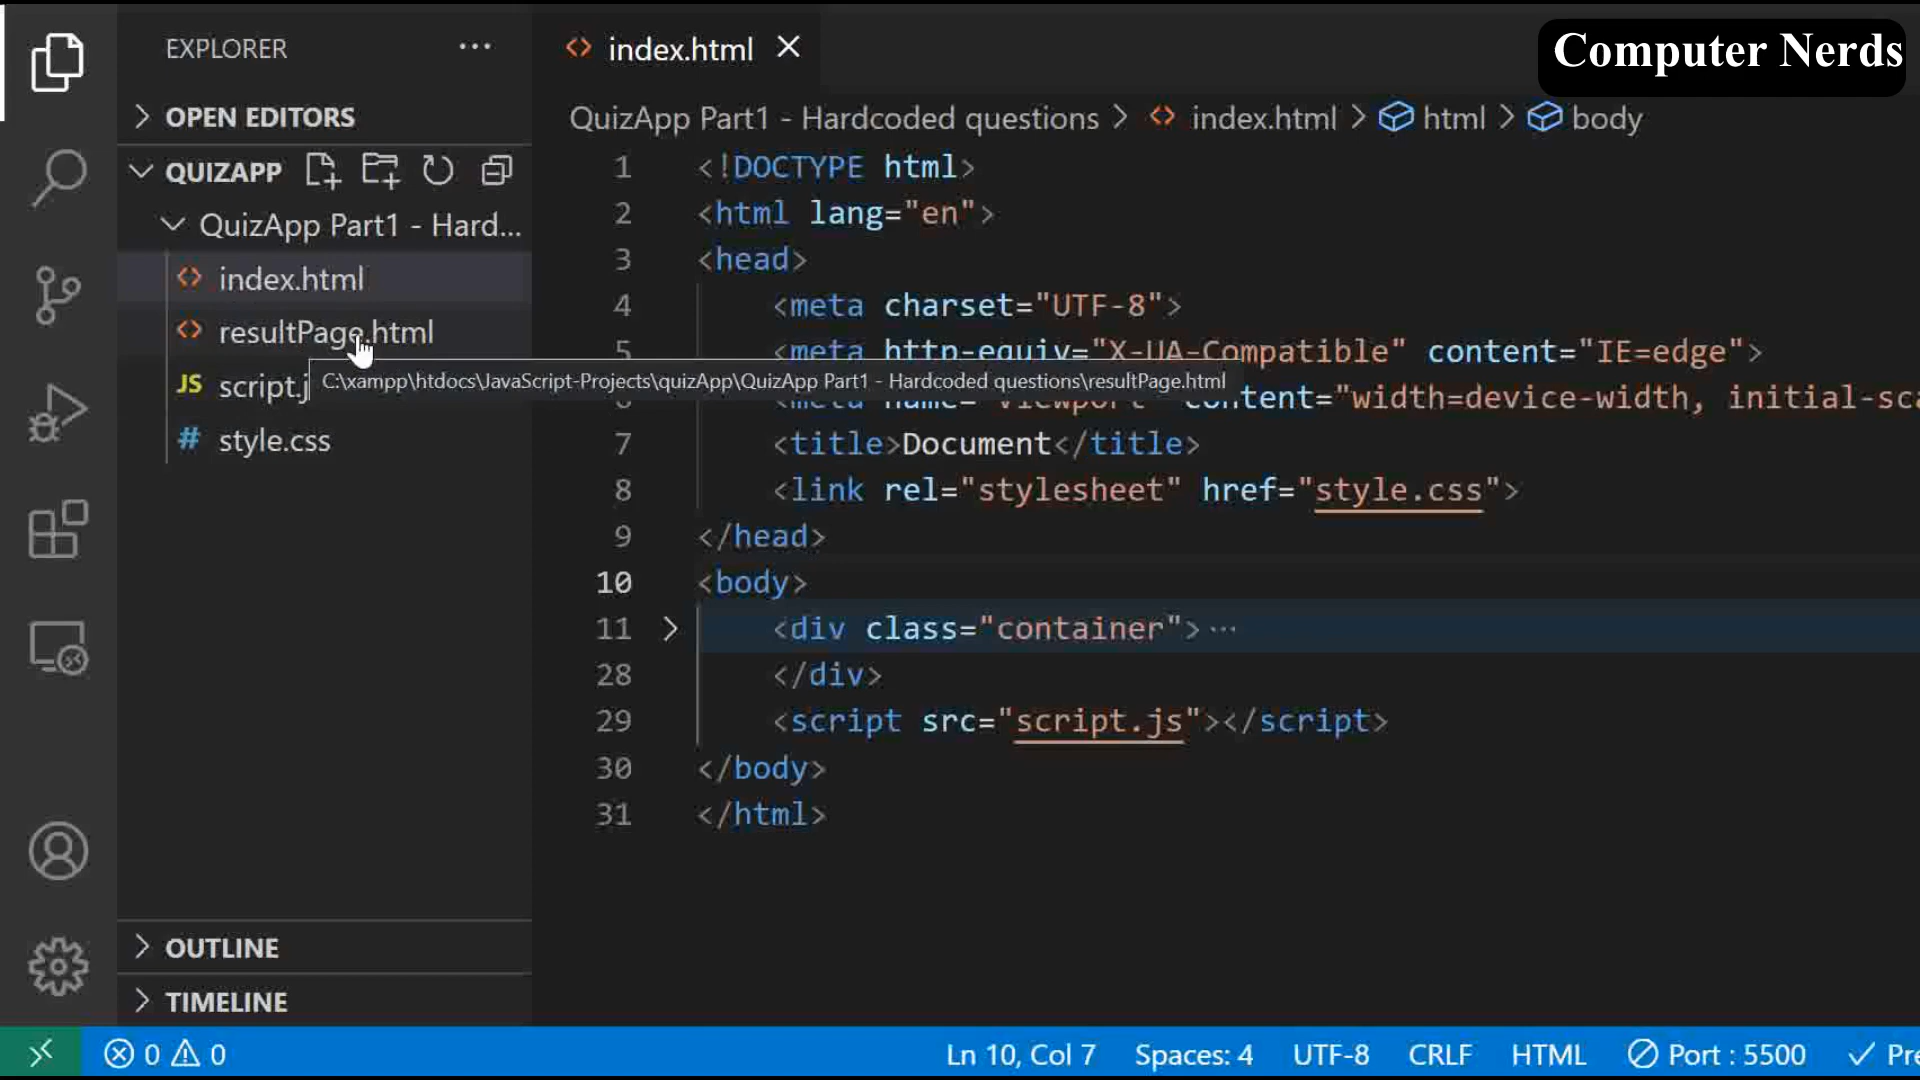 EXPLORER
index.html
Computer Nerds
OPEN EDITORS
QuizApp Part1 - Hardcoded questions > index.html > html > body
QUIZAPP
QuizApp Part1 - Hard...
index.html
resultPage.html
script.j
style.css
C:\xampp\htdocs\JavaScript-Projects\quizApp\QuizApp Part1 - Hardcoded questions\resultPage.html
1 <!DOCTYPE html>
2 <html lang="en">
3 <head>
4 <meta charset="UTF-8">
5 <meta http-equiv="X-UA-Compatible" content="IE=edge">
<meta name="viewport" content="width=device-width, initial-sca
7 <title>Document</title>
8 <link rel="stylesheet" href="style.css">
9 </head>
10 <body>
11 <div class="container">...
28 </div>
29 <script src="script.js"></script>
30 </body>
31 </html>
OUTLINE
TIMELINE
0 0
Ln 10, Col 7 Spaces: 4 UTF-8 CRLF HTML Port : 5500 Pre